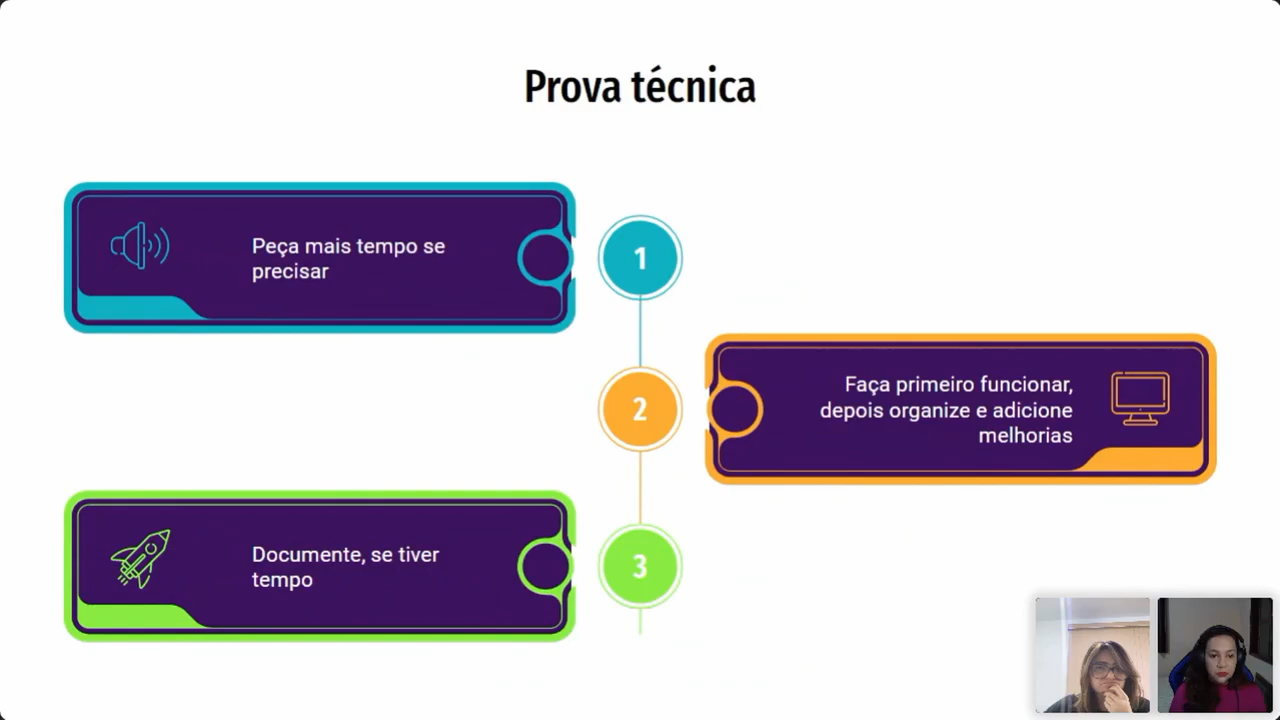 Prova técnica
Peça mais tempo se
precisar
1
2
Faça primeiro funcionar,
depois organize e adicione
melhorias
Documente, se tiver
tempo
3